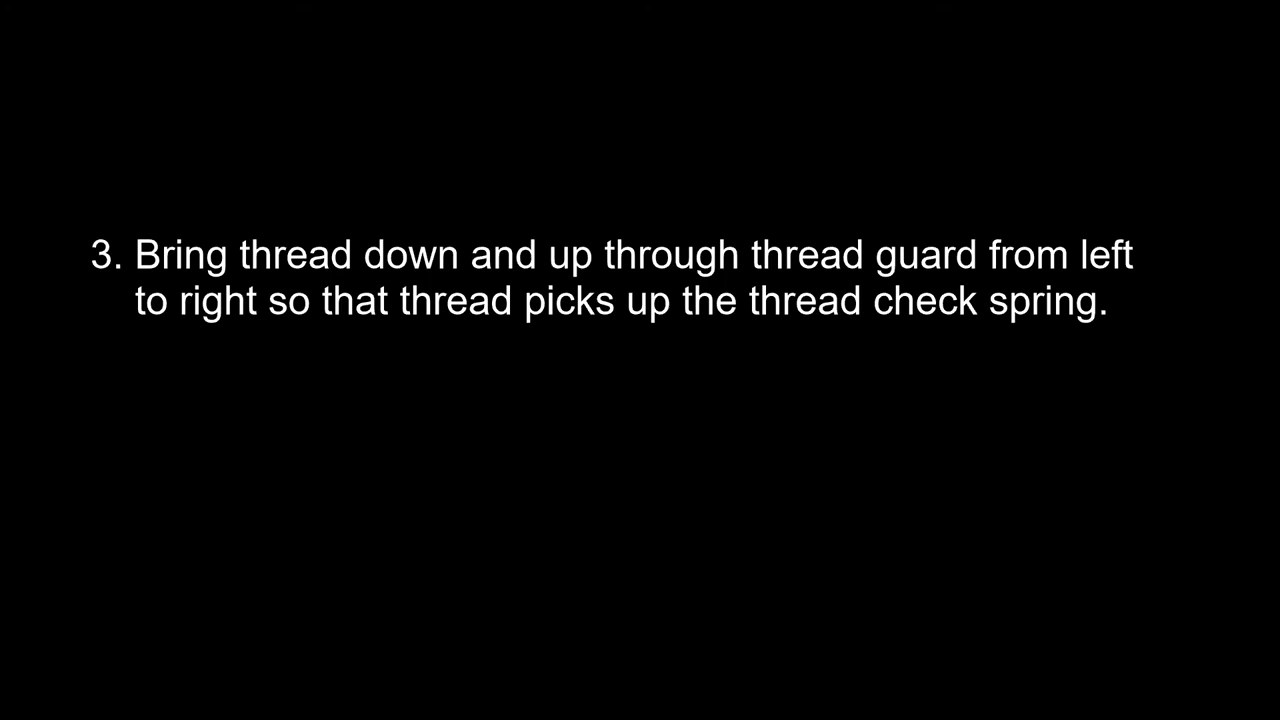 3. Bring thread down and up through thread guard from left
to right so that thread picks up the thread check spring.